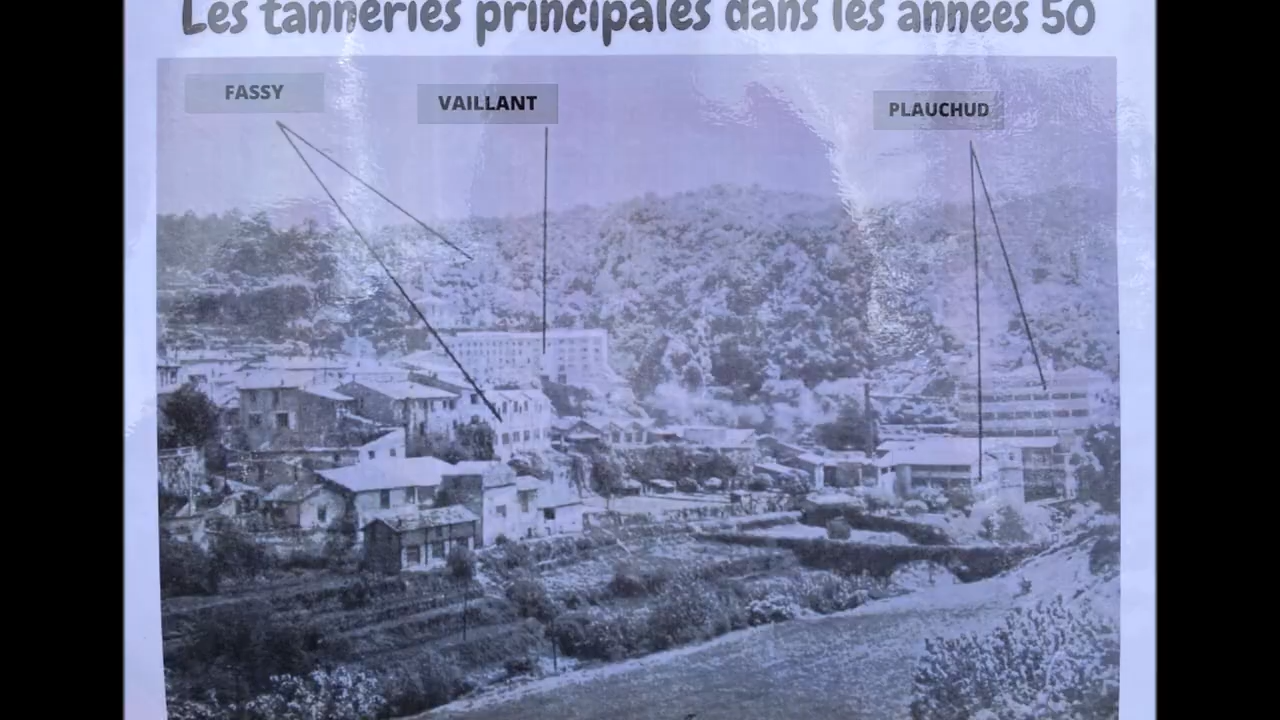 Les tanneries principales dans les années 50
FASSY
VAILLANT
PLAUCHUD